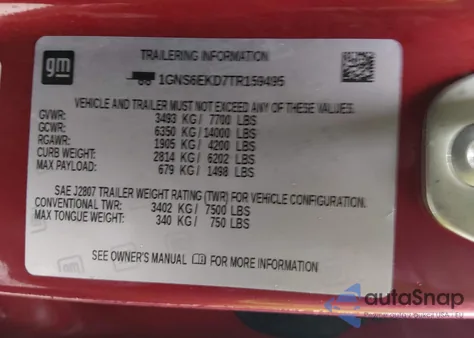 gm
TRAILERING INFORMATION
1GNS6EKD7TR159495
VEHICLE AND TRAILER MUST NOT EXCEED ANY OF THESE VALUES.
GVWR: 3493 KG/ 7700 LBS
GCWR: 6350 KG/ 14000 LBS
RGAWR: 1905 KG/ 4200 LBS
CURB WEIGHT: 2814 KG/ 6202 LBS
MAX PAYLOAD: 679 KG/ 1498 LBS
SAE J2807 TRAILER WEIGHT RATING (TWR) FOR VEHICLE CONFIGURATION.
CONVENTIONAL TWR: 3402 KG/ 7500 LBS
MAX TONGUE WEIGHT: 340 KG/ 750 LBS
SEE OWNER'S MANUAL FOR MORE INFORMATION
gm
autoSnap